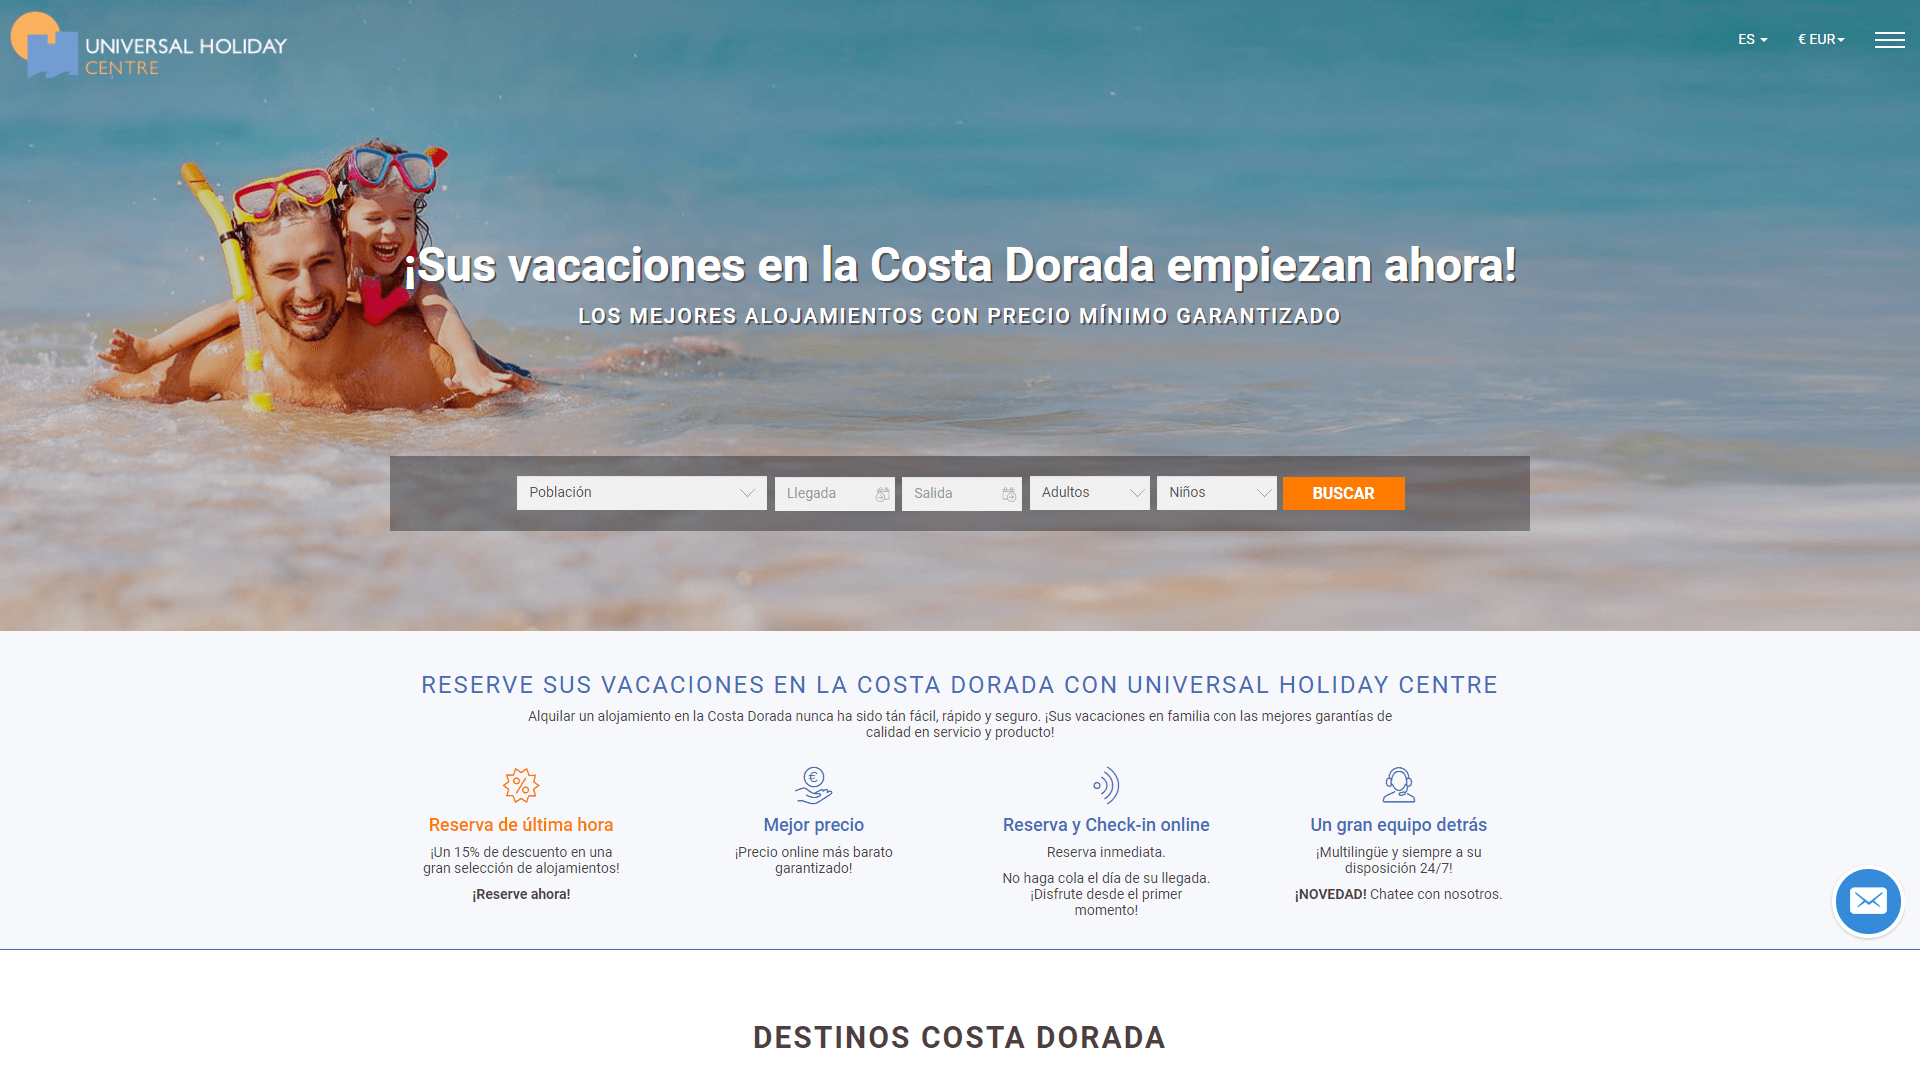 UNIVERSAL HOLIDAY
CENTRE
ES
€ EUR
¡Sus vacaciones en la Costa Dorada empiezan ahora!
LOS MEJORES ALOJAMIENTOS CON PRECIO MÍNIMO GARANTIZADO
Población
Llegada
Salida
Adultos
Niños
BUSCAR
RESERVE SUS VACACIONES EN LA COSTA DORADA CON UNIVERSAL HOLIDAY CENTRE
Alquilar un alojamiento en la Costa Dorada nunca ha sido tán fácil, rápido y seguro. ¡Sus vacaciones en familia con las mejores garantías de
calidad en servicio y producto!
Reserva de última hora
¡Un 15% de descuento en una
gran selección de alojamientos!
¡Reserve ahora!
Mejor precio
¡Precio online más barato
garantizado!
Reserva y Check-in online
Reserva inmediata.
No haga cola el día de su llegada.
¡Disfrute desde el primer
momento!
Un gran equipo detrás
¡Multilingüe y siempre a su
disposición 24/7!
¡NOVEDAD! Chatee con nosotros.
DESTINOS COSTA DORADA